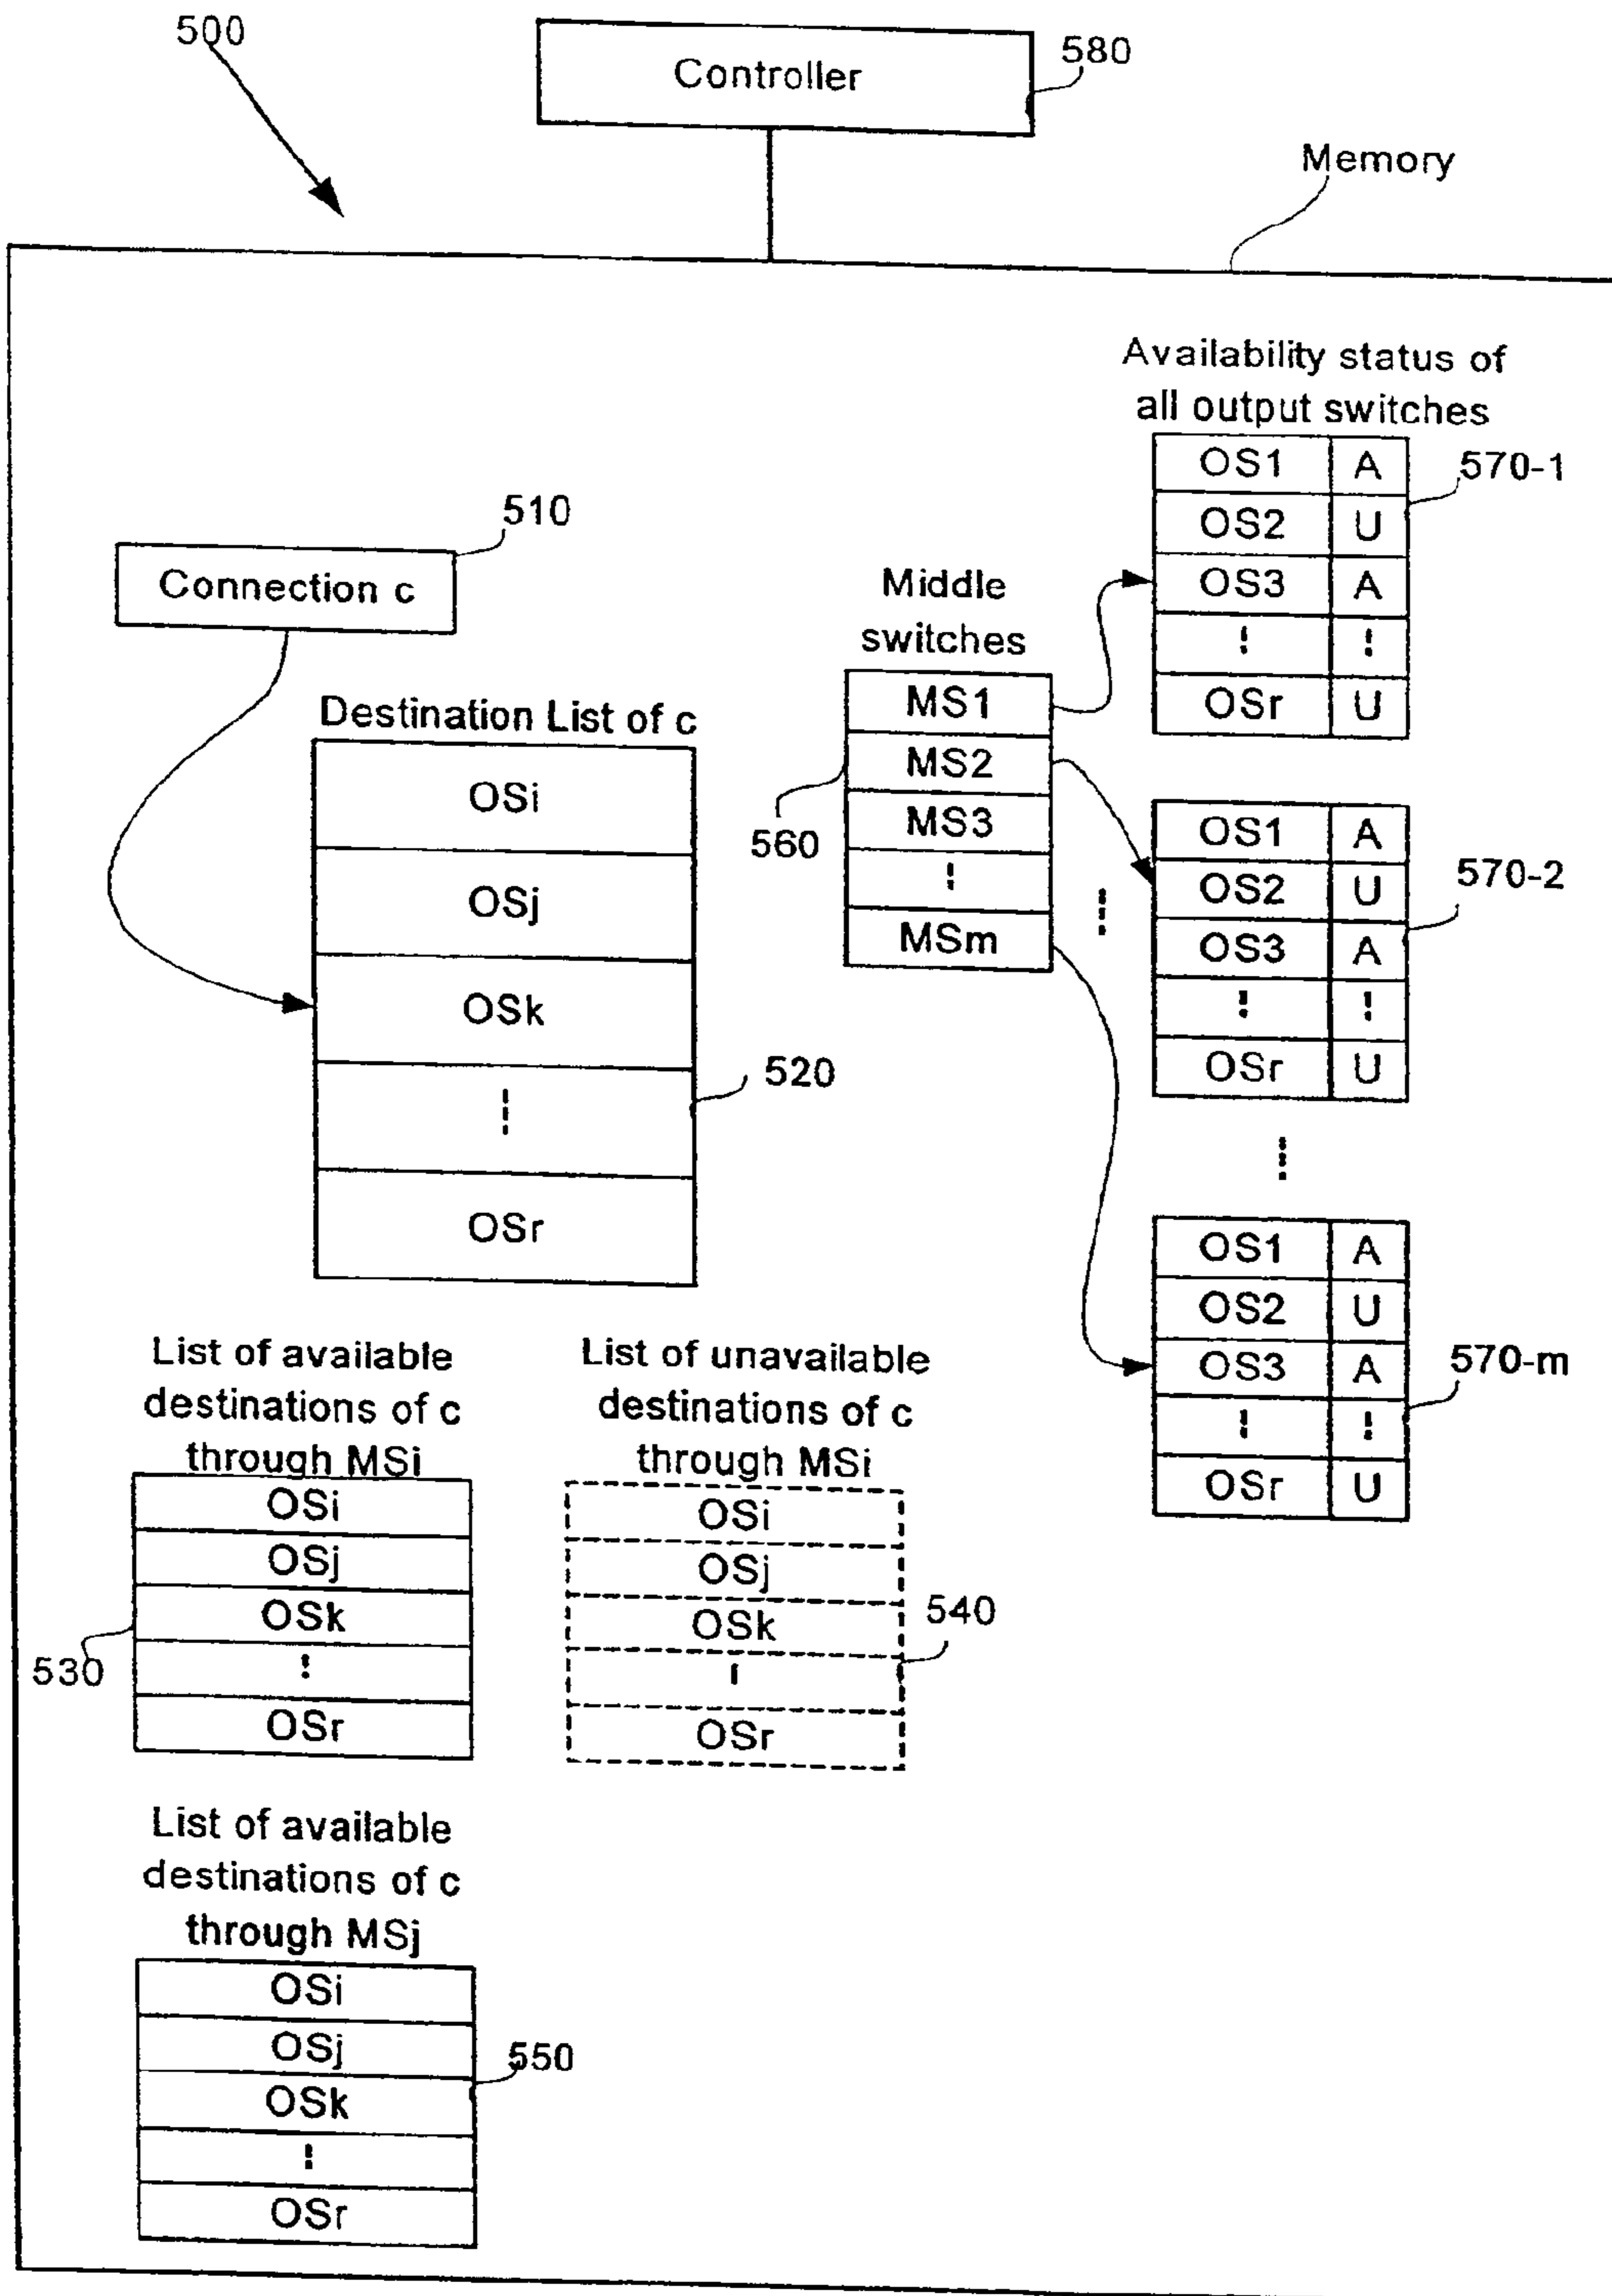 500
Controller
580
Memory
Availability status of
all output switches
OS1 A
OS2 U
OS3 A
⋮ ⋮
OSr U
570-1
510
Connection c
Middle
switches
MS1
MS2
MS3
⋮
MSm
560
Destination List of c
OSi
OSj
OSk
⋮
OSr
520
⋮
OS1 A
OS2 U
OS3 A
⋮ ⋮
OSr U
570-2
⋮
OS1 A
OS2 U
OS3 A
⋮ ⋮
OSr U
570-m
List of available
destinations of c
through MSi
OSi
OSj
OSk
⋮
OSr
530
List of unavailable
destinations of c
through MSi
OSi
OSj
OSk
⋮
OSr
540
List of available
destinations of c
through MSj
OSi
OSj
OSk
⋮
OSr
550